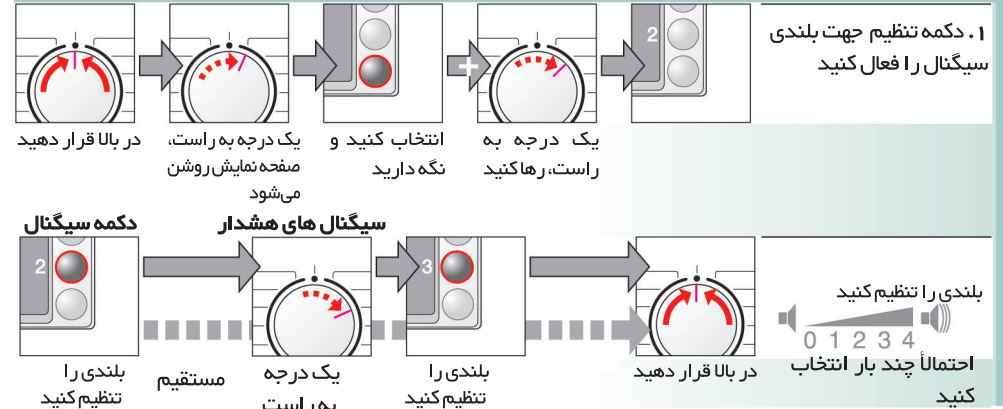 ۱. دکمه تنظیم جهت بلندی
سیگنال را فعال کنید
در بالا قرار دهید
یک درجه به راست،
صفحه نمایش روشن
می‌شود
انتخاب کنید و
نگه دارید
+
یک درجه به
راست، رها کنید
2
دکمه سیگنال
سیگنال های هشدار
2
بلندی را
تنظیم کنید
مستقیم
یک درجه
به راست
3
بلندی را
تنظیم کنید
در بالا قرار دهید
بلندی را تنظیم کنید
0 1 2 3 4
احتمالأ چند بار انتخاب
کنید